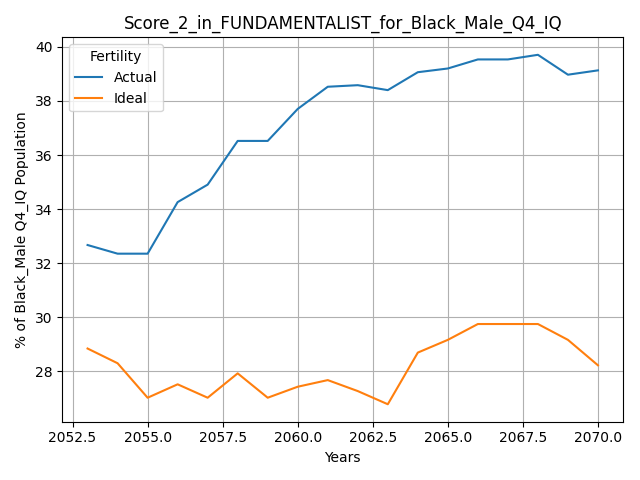 Score_2_in_FUNDAMENTALIST_for_Black_Male_Q4_IQ
Fertility
Actual
Ideal
% of Black_Male Q4_IQ Population
40
38
36
34
32
30
28
2052.5 2055.0 2057.5 2060.0 2062.5 2065.0 2067.5 2070.0
Years